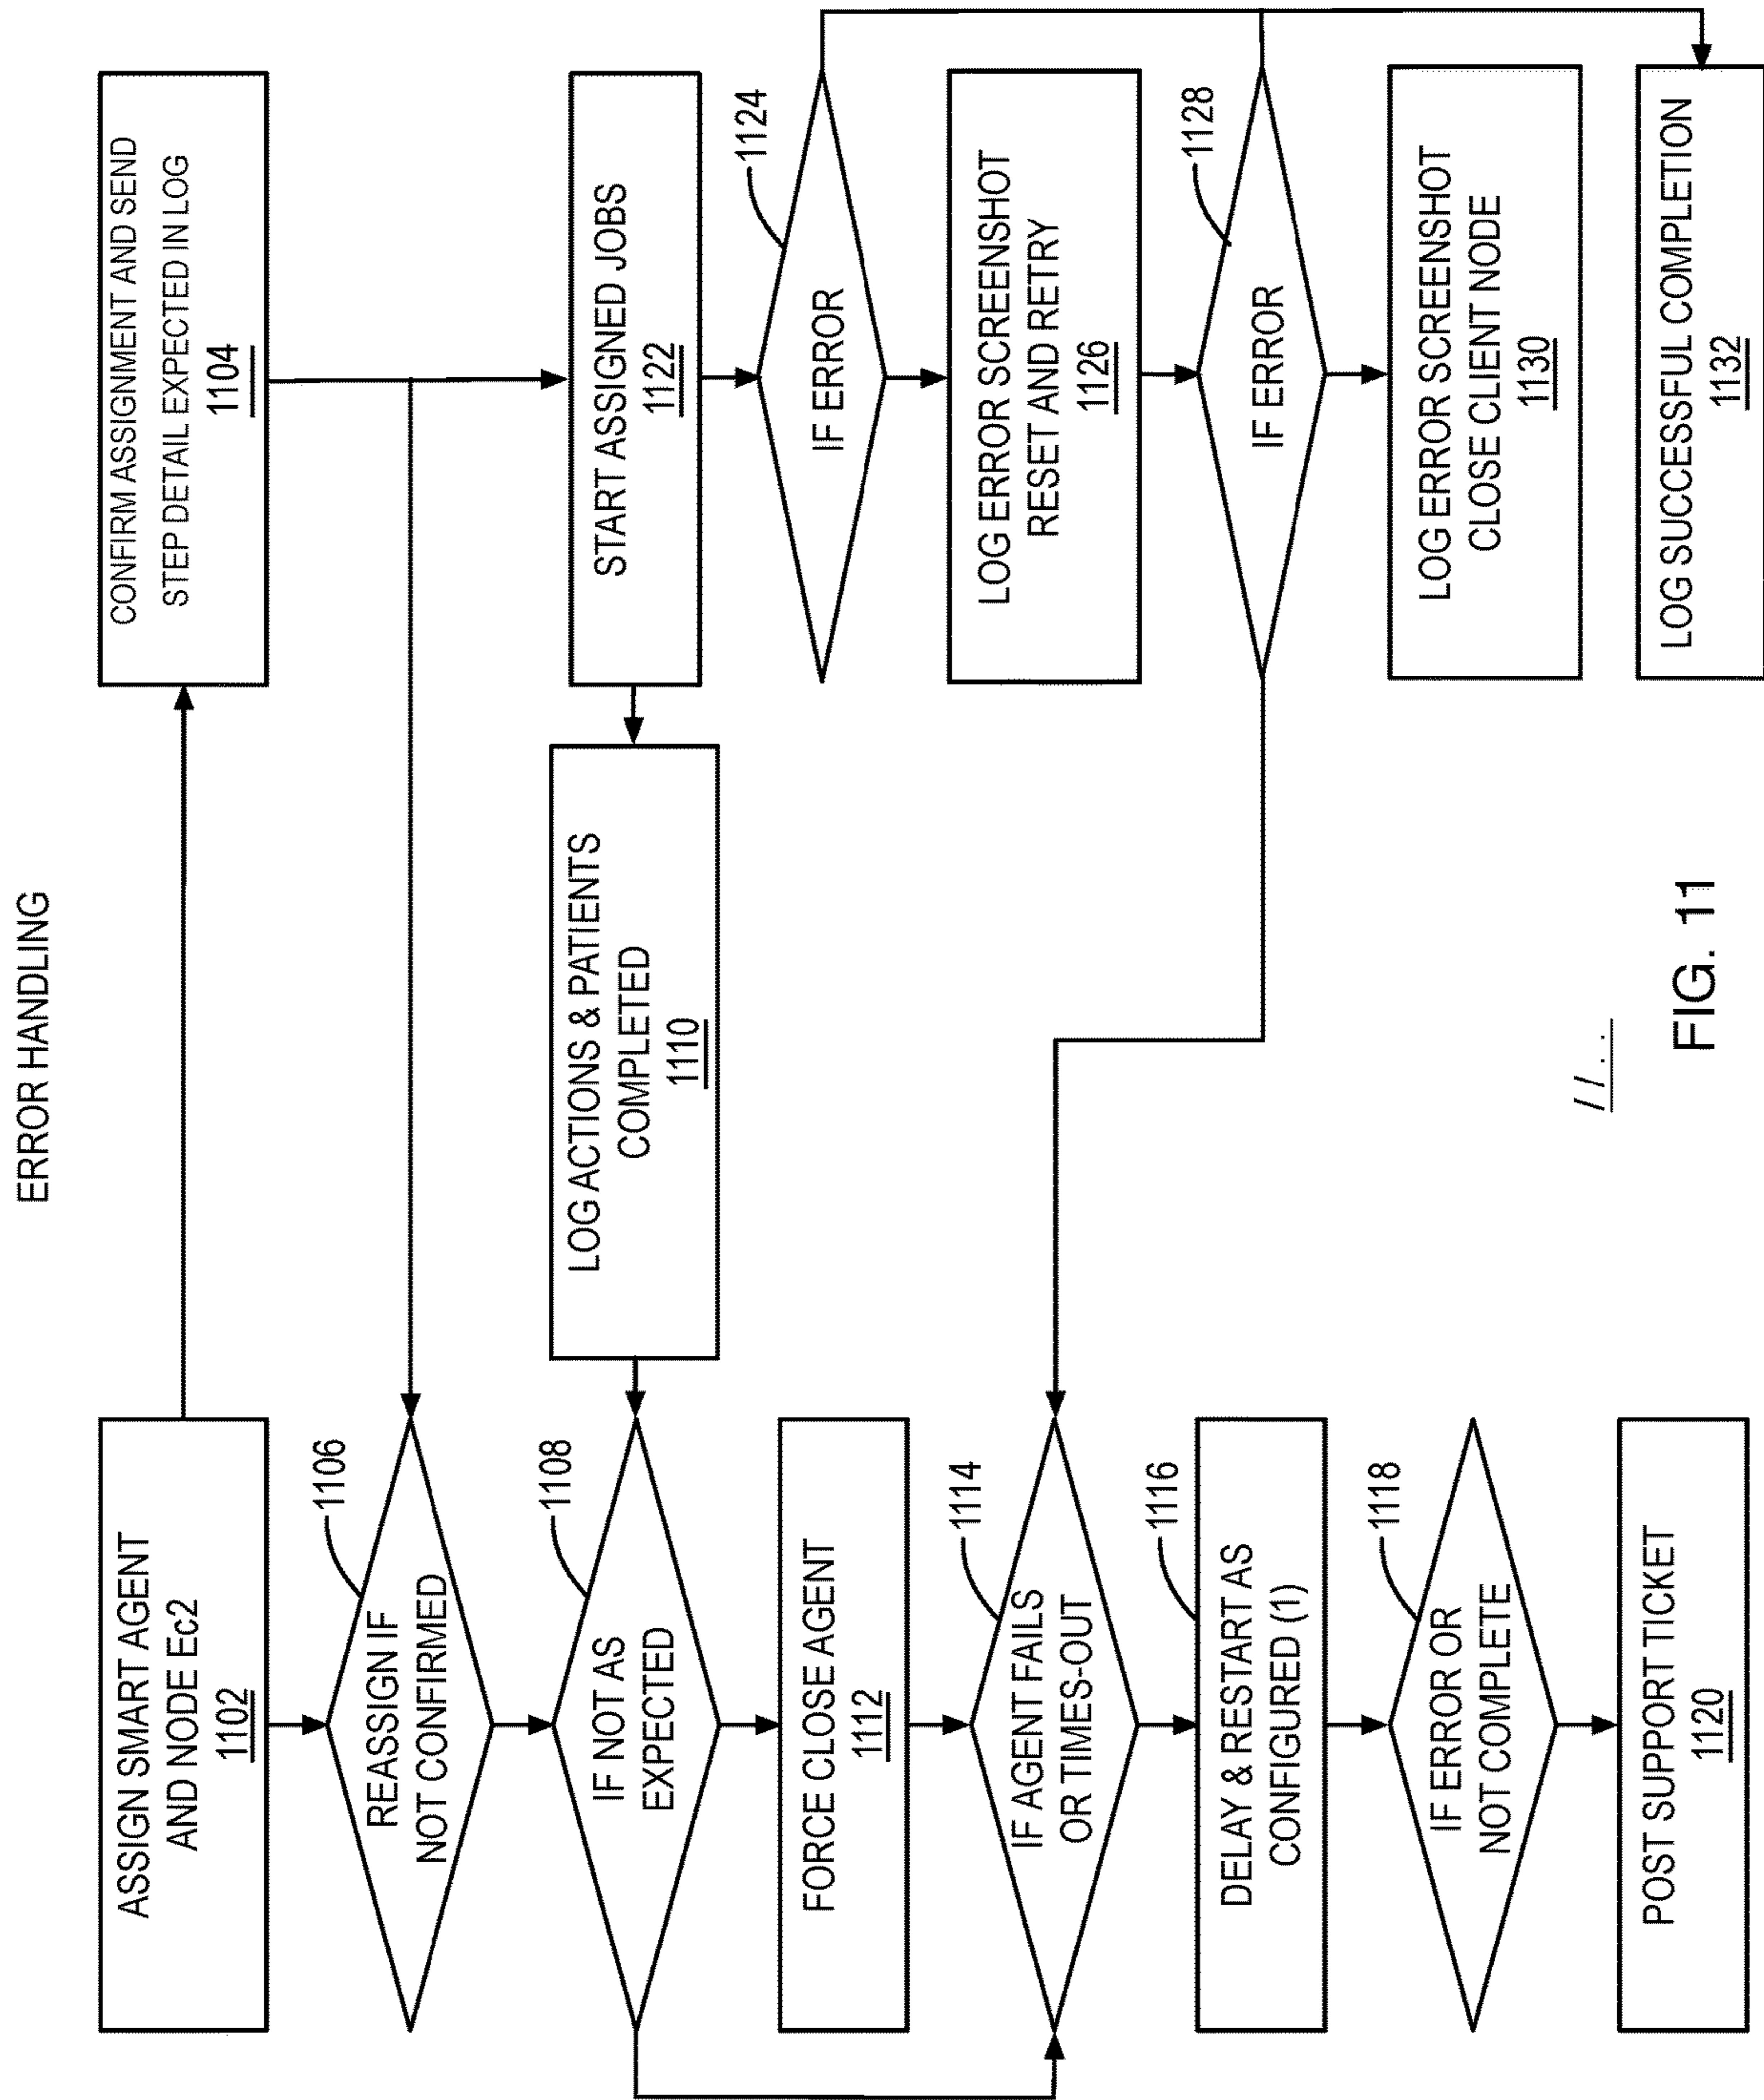 ERROR HANDLING
ASSIGN SMART AGENT
AND NODE Ec2
1102
CONFIRM ASSIGNMENT AND SEND
STEP DETAIL EXPECTED IN LOG
1104
1106
REASSIGN IF
NOT CONFIRMED
1108
IF NOT AS
EXPECTED
LOG ACTIONS & PATIENTS
COMPLETED
1110
START ASSIGNED JOBS
1122
FORCE CLOSE AGENT
1112
1124
IF ERROR
1114
IF AGENT FAILS
OR TIMES-OUT
LOG ERROR SCREENSHOT
RESET AND RETRY
1126
1116
DELAY & RESTART AS
CONFIGURED (1)
1128
IF ERROR
1118
IF ERROR OR
NOT COMPLETE
LOG ERROR SCREENSHOT
CLOSE CLIENT NODE
1130
POST SUPPORT TICKET
1120
LOG SUCCESSFUL COMPLETION
1132
FIG. 11